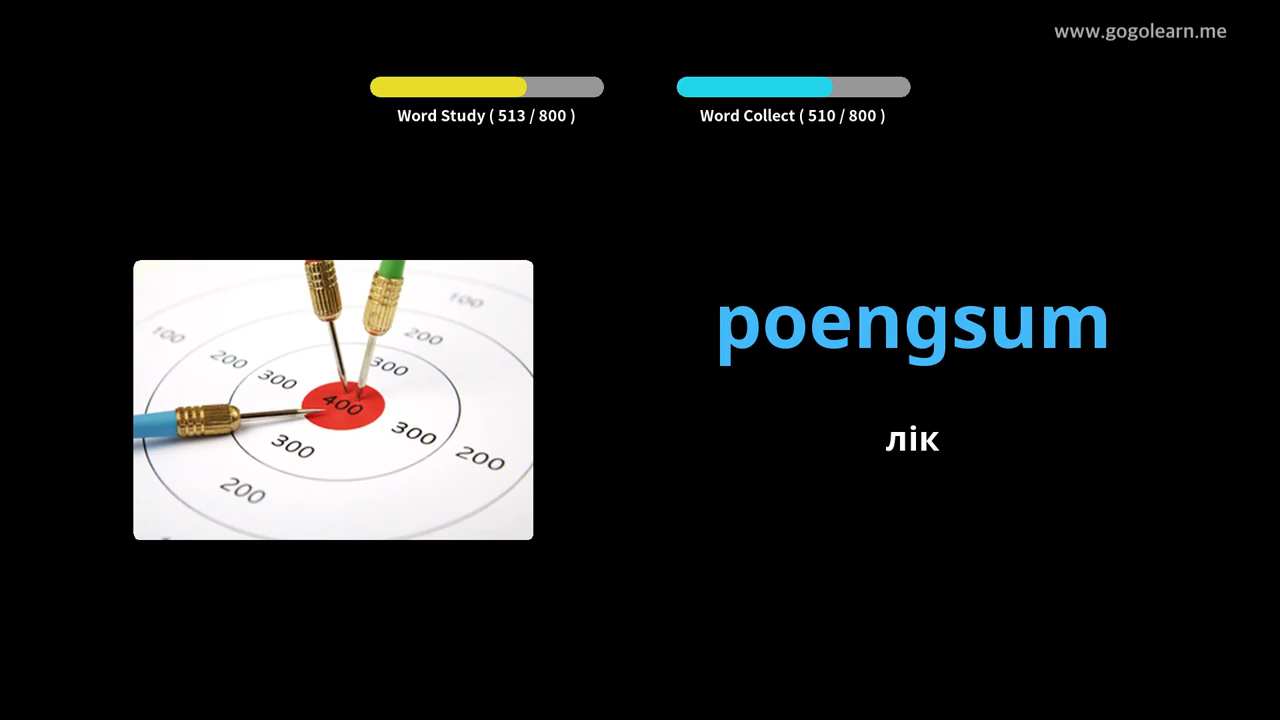 www.gogolearn.me
Word Study ( 513 / 800 )
Word Collect ( 510 / 800 )
poengsum
лік
100
100
200
200
300
300
400
300
300
200
200